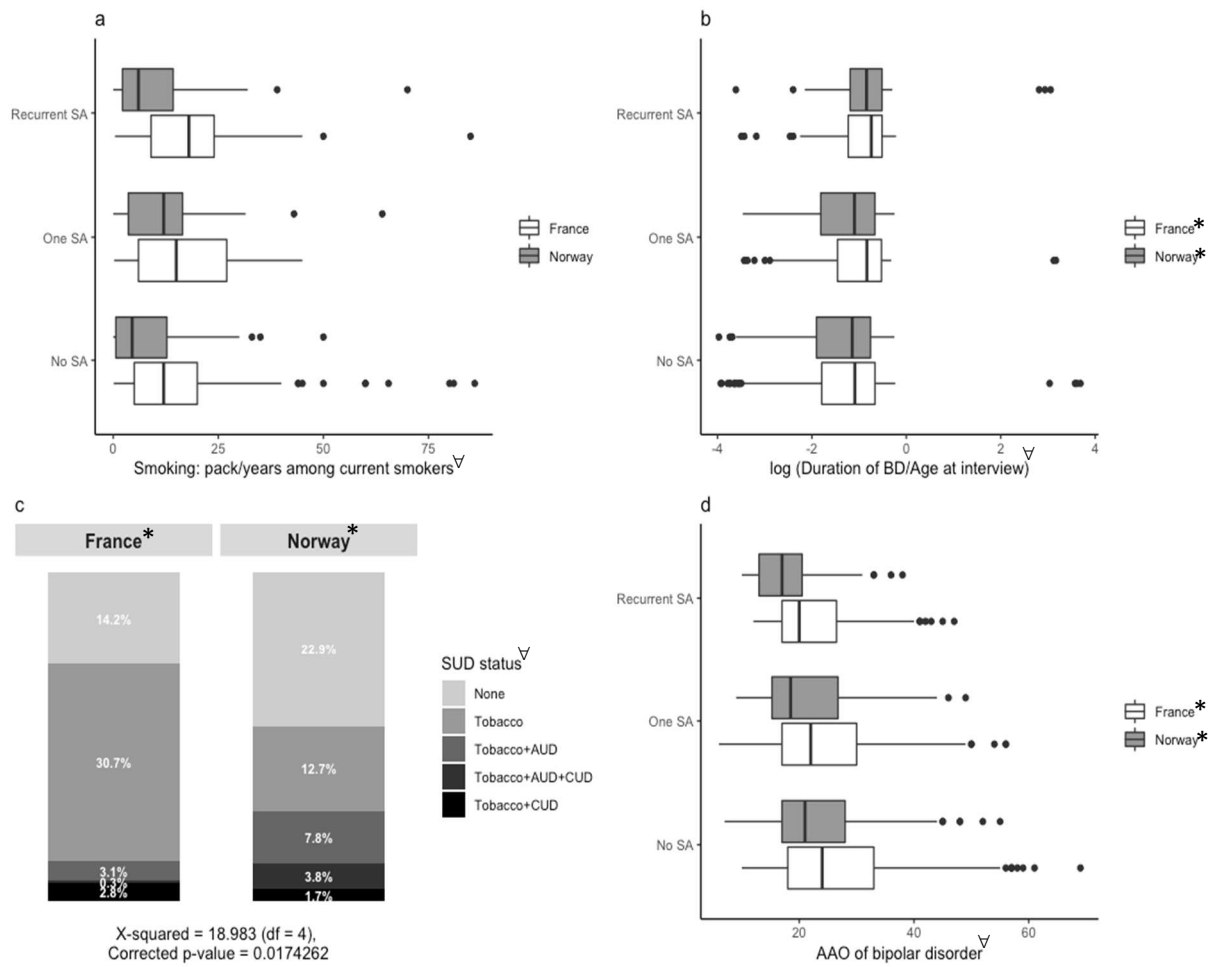 a
Recurrent SA
One SA
No SA
0
25
50
75
Smoking: pack/years among current smokers∀
France
Norway
b
Recurrent SA
One SA
No SA
-4
-2
0
2
4
log (Duration of BD/Age at interview)∀
France*
Norway*
c
France*
Norway*
14.2%
30.7%
3.1%
0.3%
2.8%
22.9%
12.7%
7.8%
3.8%
1.7%
SUD status∀
None
Tobacco
Tobacco+AUD
Tobacco+AUD+CUD
Tobacco+CUD
X-squared = 18.983 (df = 4),
Corrected p-value = 0.0174262
d
Recurrent SA
One SA
No SA
20
40
60
AAO of bipolar disorder∀
France*
Norway*